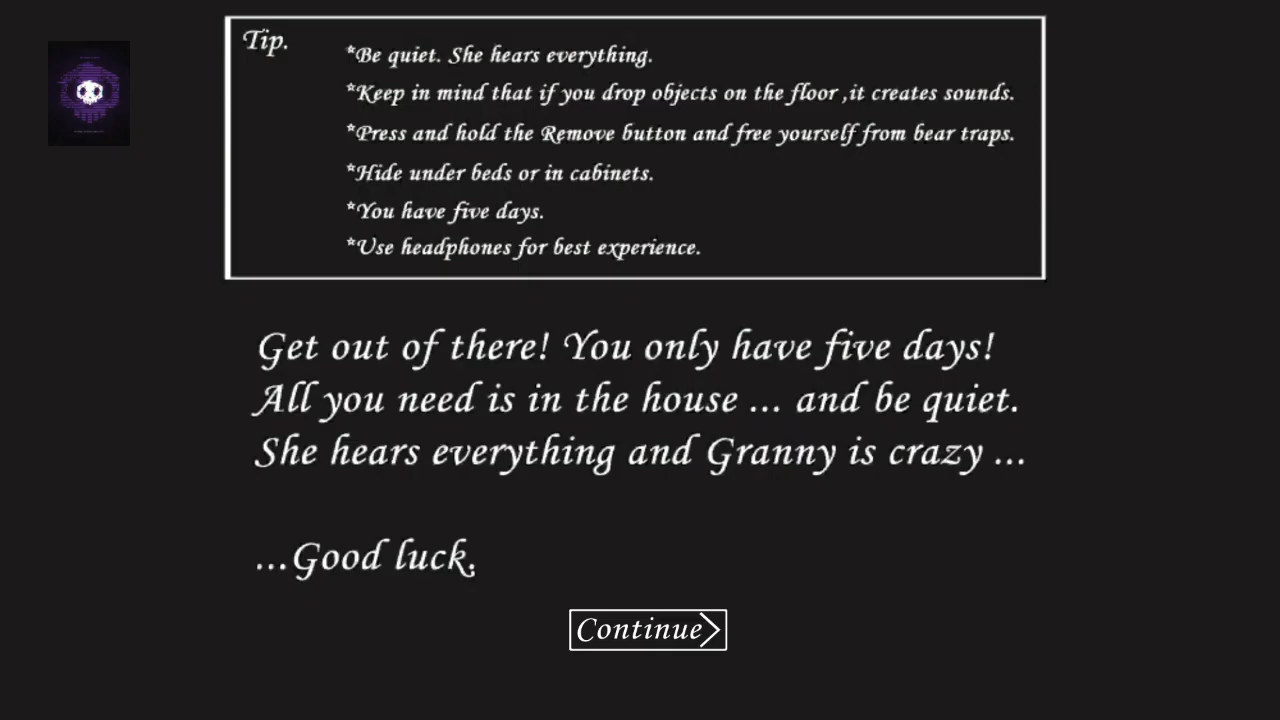 Tip.
*Be quiet. She hears everything.
*Keep in mind that if you drop objects on the floor ,it creates sounds.
*Press and hold the Remove button and free yourself from bear traps.
*Hide under beds or in cabinets.
*You have five days.
*Use headphones for best experience.
Get out of there! You only have five days!
All you need is in the house ... and be quiet.
She hears everything and Granny is crazy ...
...Good luck.
Continue